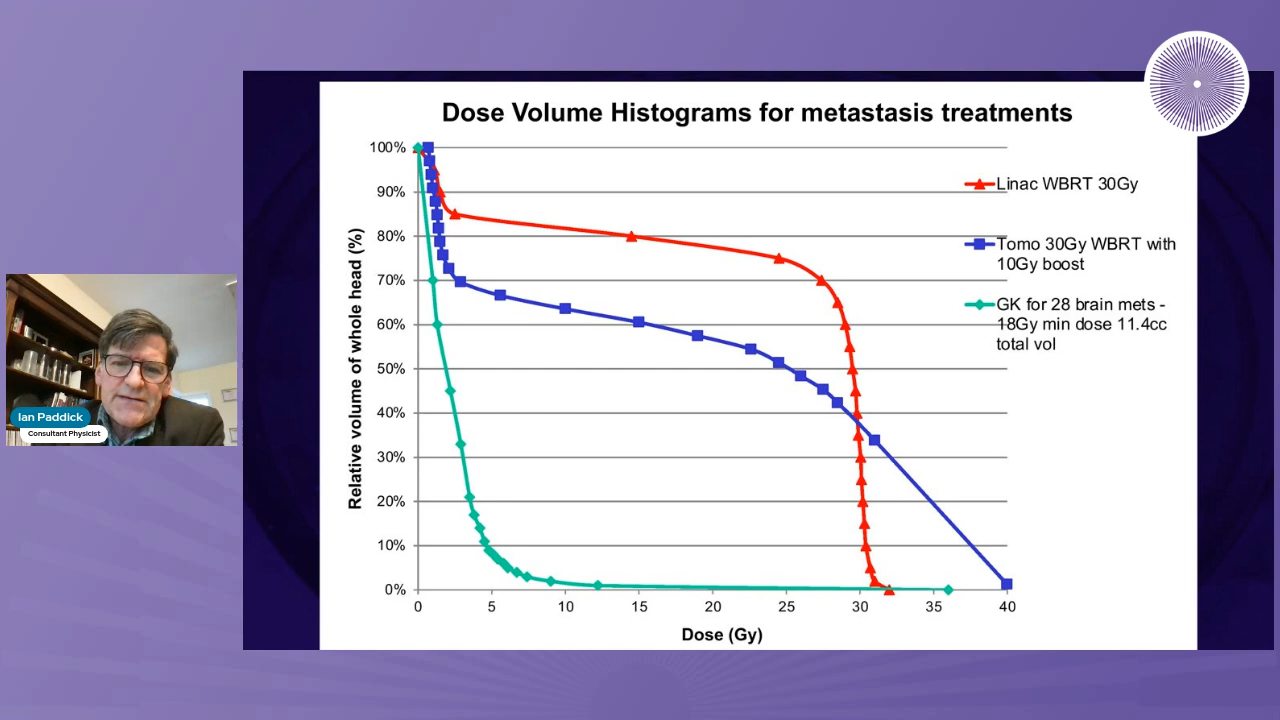 Dose Volume Histograms for metastasis treatments
100%
90%
80%
70%
60%
50%
40%
30%
20%
10%
0%
Relative volume of whole head (%)
0 5 10 15 20 25 30 35 40
Dose (Gy)
Linac WBRT 30Gy
Tomo 30Gy WBRT with
10Gy boost
GK for 28 brain mets -
18Gy min dose 11.4cc
total vol
Ian Paddick
Consultant Physicist